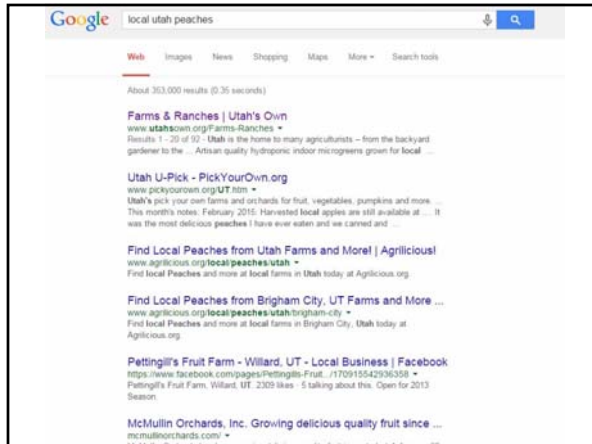 Google local utah peaches
Web Images News Shopping Maps More Search tools
About 353,000 results (0.35 seconds)
Farms & Ranches | Utah's Own
www.utahsown.org/Farms-Ranches
Results 1 - 20 of 92 - Utah is the home to many agriculturists – from the backyard
gardener to the ... Artisan quality hydroponic indoor microgreens grown for local ...
Utah U-Pick - PickYourOwn.org
www.pickyourown.org/UT.htm
Utah's pick your own farms and orchards for fruit, vegetables, pumpkins and more. ...
This month's notes: February 2015: Harvested local apples are still available at .... It
was the most delicious peaches I have ever eaten and we canned and ...
Find Local Peaches from Utah Farms and More! | Agrilicious!
www.agrilicious.org/local/peaches/utah
Find local Peaches and more at local farms in Utah today at Agrilicious.org.
Find Local Peaches from Brigham City, UT Farms and More ...
www.agrilicious.org/local/peaches/utah/brigham-city
Find local Peaches and more at local farms in Brigham City, Utah today at
Agrilicious.org.
Pettingill's Fruit Farm - Willard, UT - Local Business | Facebook
https://www.facebook.com/pages/Pettingills-Fruit.../170915542936358
Pettingill's Fruit Farm, Willard, UT. 2309 likes · 5 talking about this. Open for 2013
Season
McMullin Orchards, Inc. Growing delicious quality fruit since ...
mcmullinorchards.com/